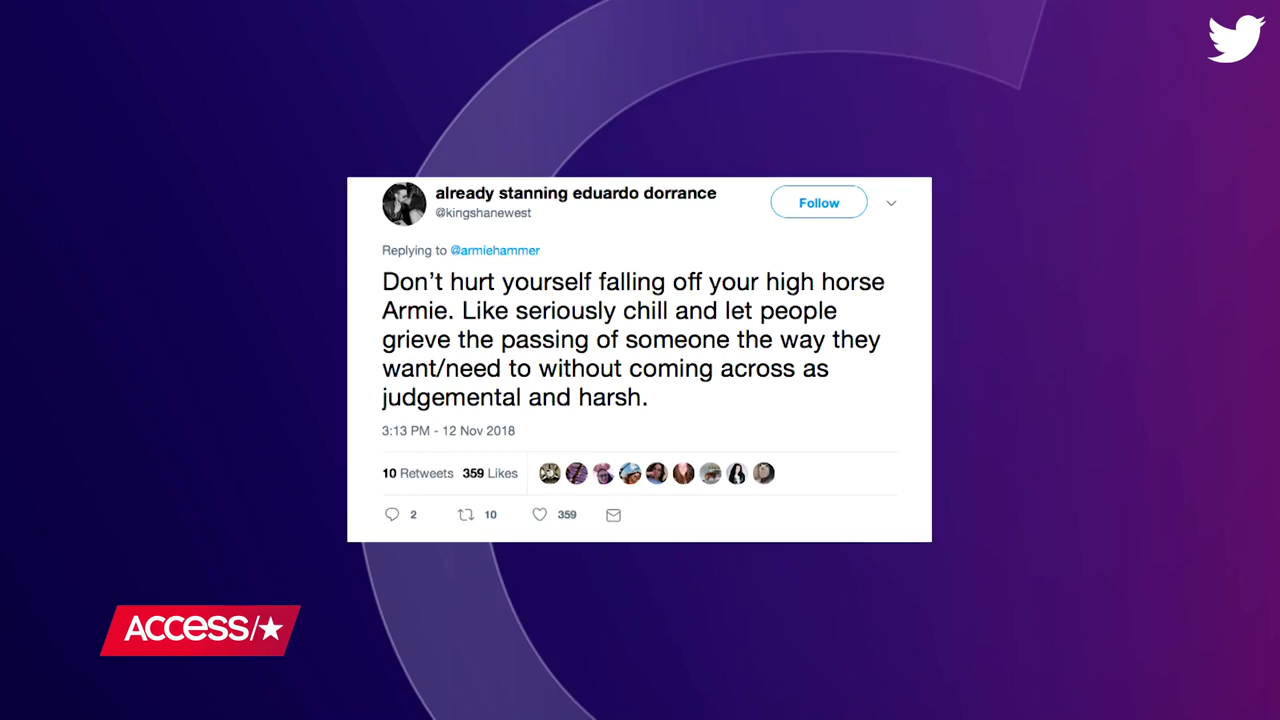 already stanning eduardo dorrance
@kingshanewest
Follow
Replying to @armiehammer
Don’t hurt yourself falling off your high horse
Armie. Like seriously chill and let people
grieve the passing of someone the way they
want/need to without coming across as
judgemental and harsh.
3:13 PM - 12 Nov 2018
10 Retweets 359 Likes
2 10 359
ACCESS/